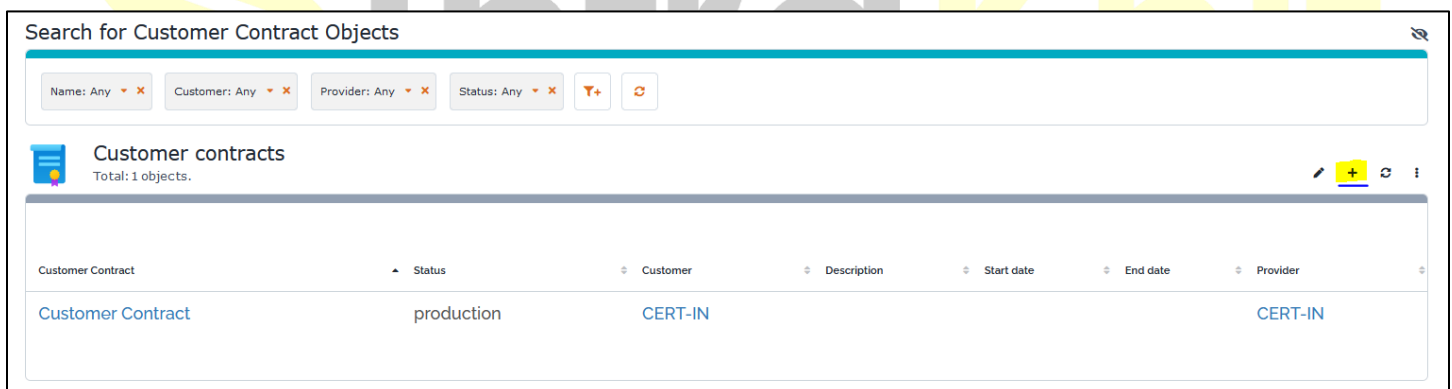 Search for Customer Contract Objects
Name: Any Customer: Any Provider: Any Status: Any
Customer contracts
Total: 1 objects.
Customer Contract Status Customer Description Start date End date Provider
Customer Contract production CERT-IN CERT-IN